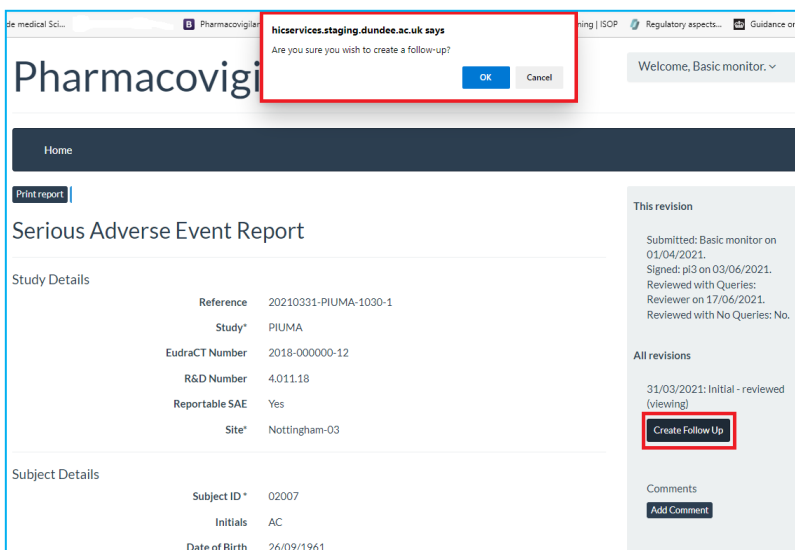 de medical Sci...
Pharmacovigilan
ning | ISOP
Regulatory aspects...
Guidance on
hicservices.staging.dundee.ac.uk says
Are you sure you wish to create a follow-up?
OK Cancel
Pharmacovigi
Welcome, Basic monitor.
Home
Print report
Serious Adverse Event Report
Study Details
Reference 20210331-PIUMA-1030-1
Study* PIUMA
EudraCT Number 2018-000000-12
R&D Number 4.011.18
Reportable SAE Yes
Site* Nottingham-03
Subject Details
Subject ID * 02007
Initials AC
Date of Birth 26/09/1961
This revision
Submitted: Basic monitor on
01/04/2021.
Signed: pi3 on 03/06/2021.
Reviewed with Queries:
Reviewer on 17/06/2021.
Reviewed with No Queries: No.
All revisions
31/03/2021: Initial - reviewed
(viewing)
Create Follow Up
Comments
Add Comment